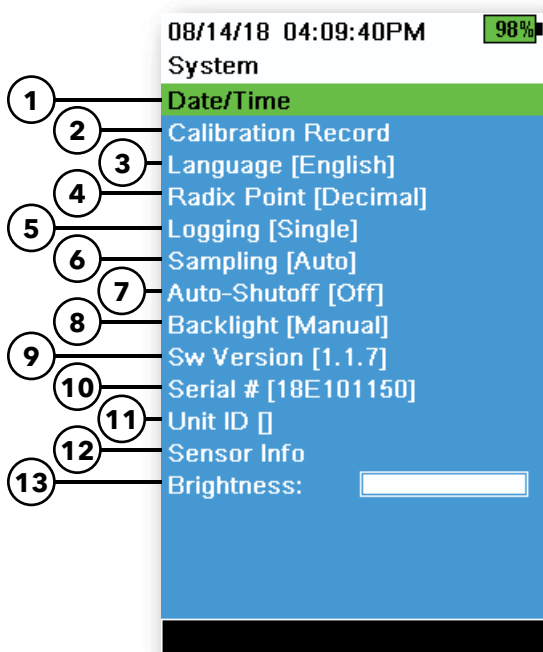 08/14/18 04:09:40PM 98%
System
1 Date/Time
2 Calibration Record
3 Language [English]
4 Radix Point [Decimal]
5 Logging [Single]
6 Sampling [Auto]
7 Auto-Shutoff [Off]
8 Backlight [Manual]
9 Sw Version [1.1.7]
10 Serial # [18E101150]
11 Unit ID []
12 Sensor Info
13 Brightness: